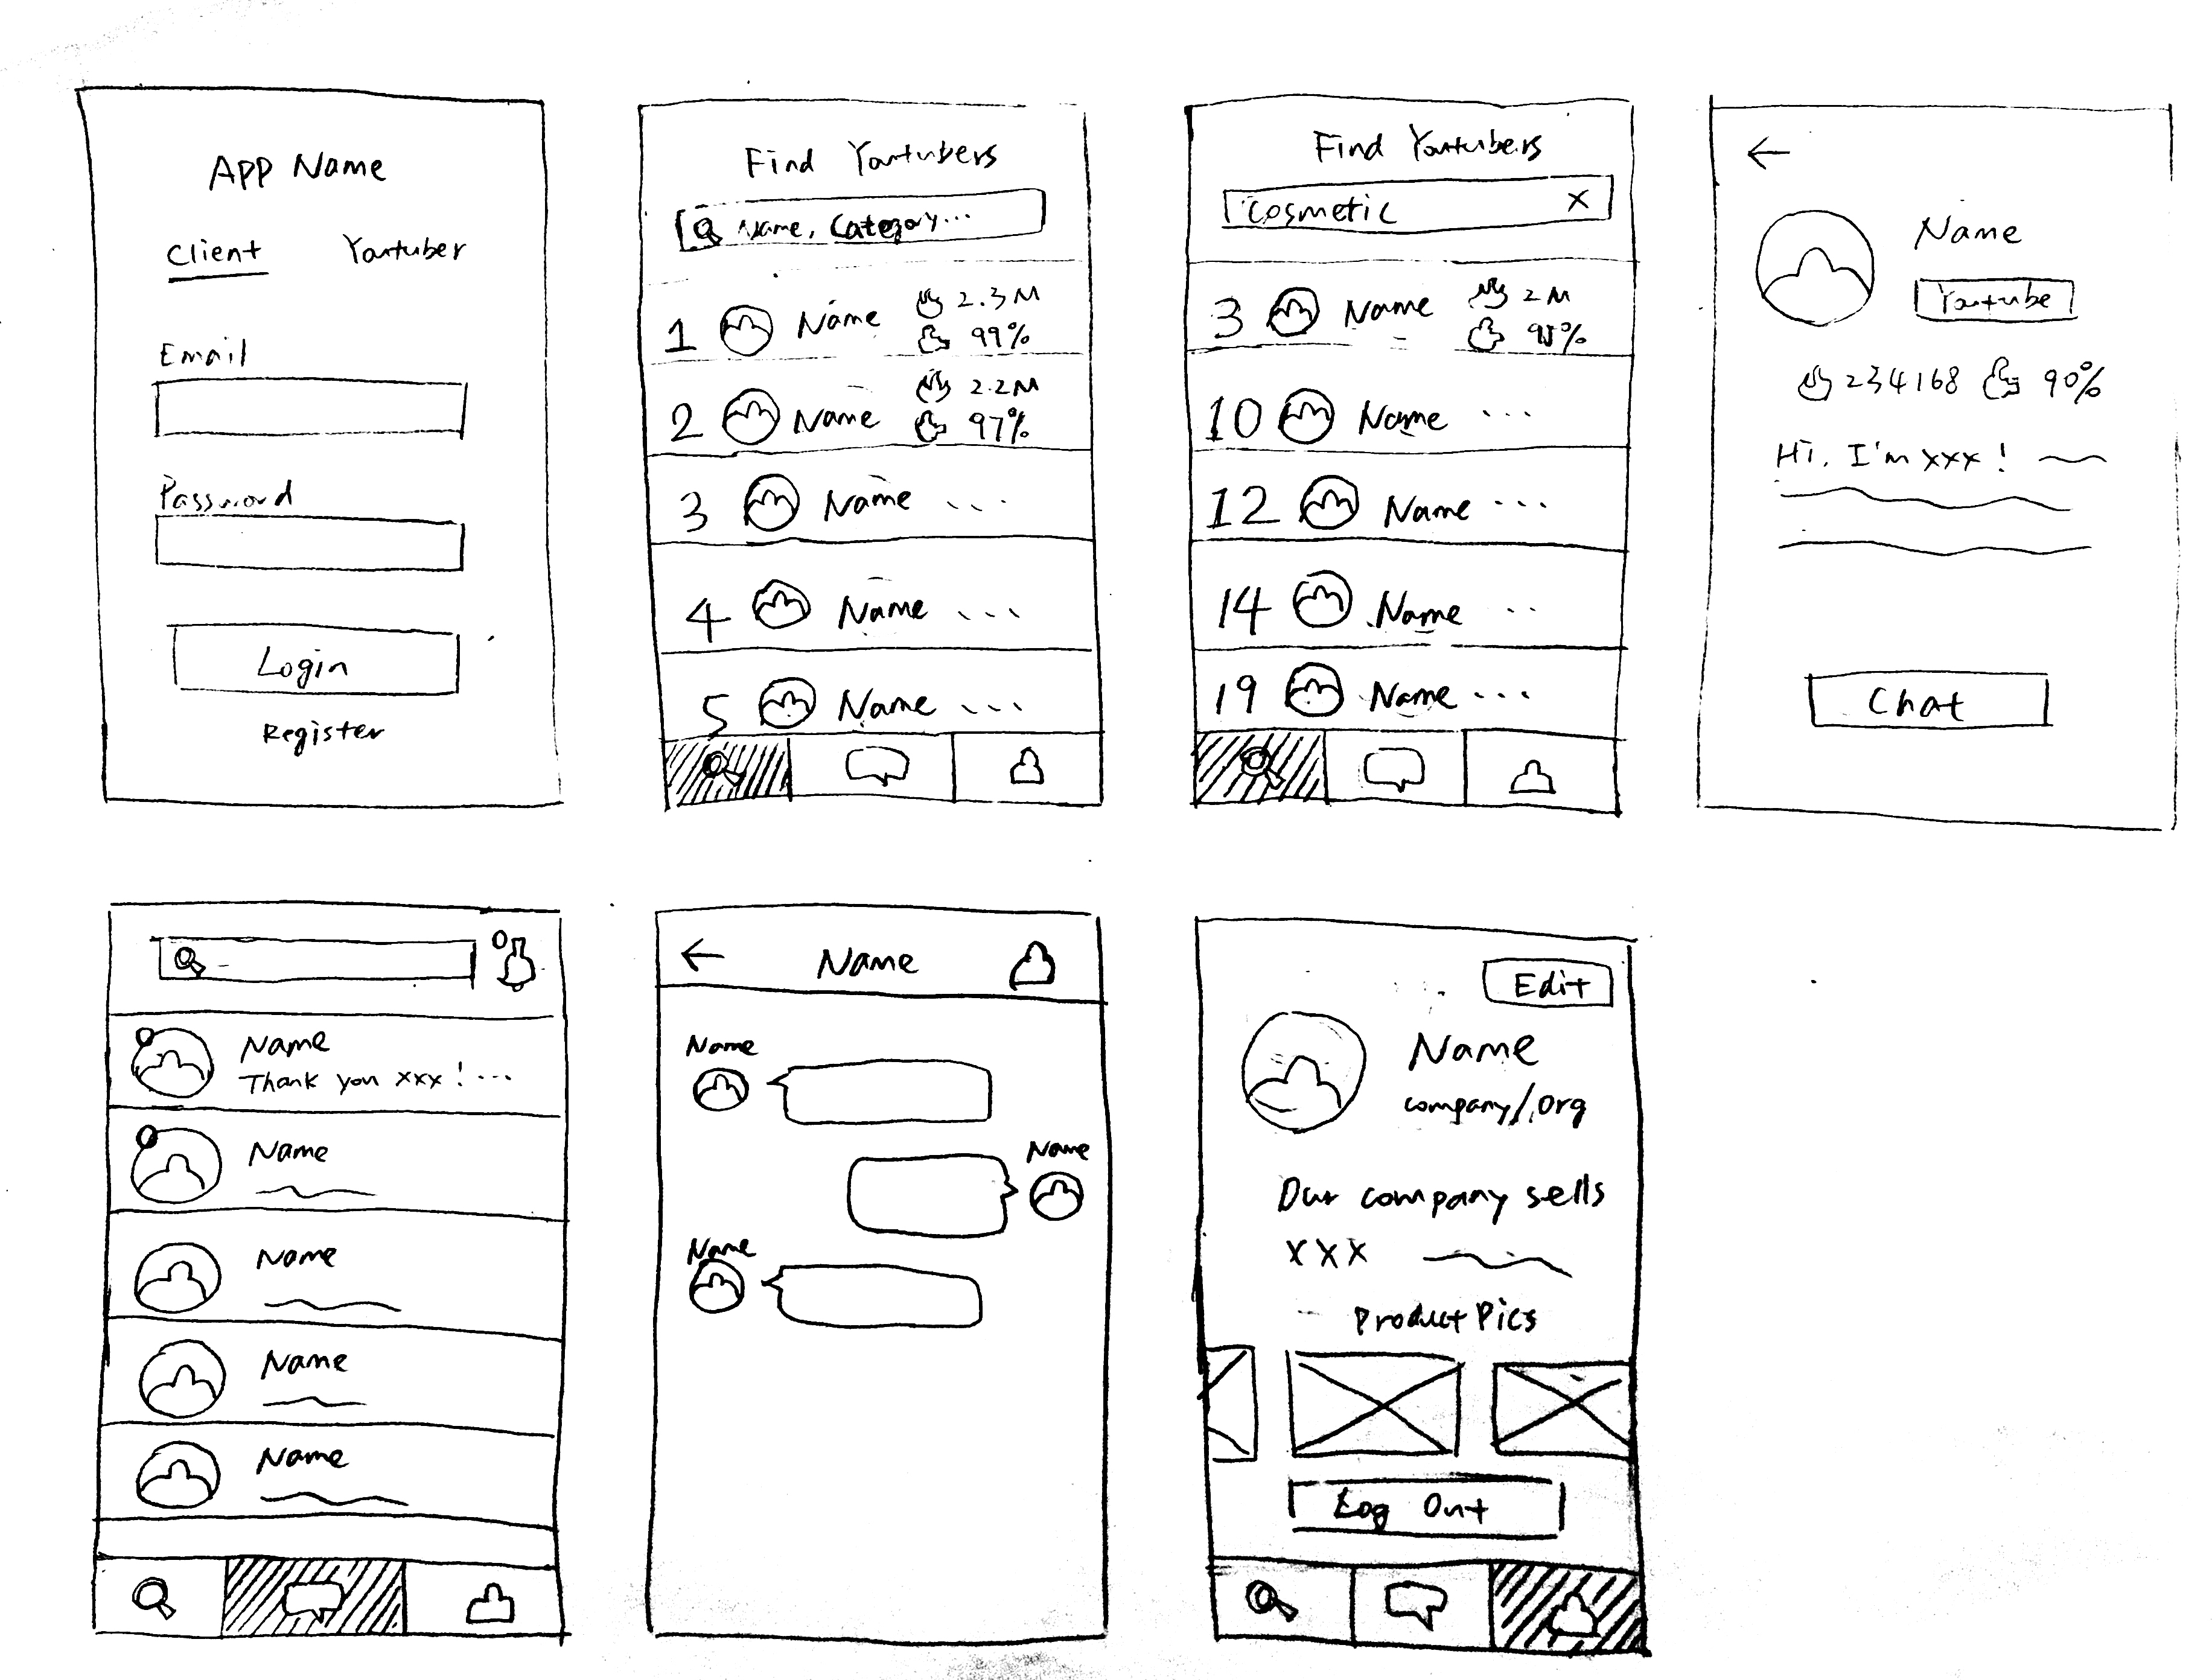 App Name
Client Youtuber
Email
Password
Login
Register
Find Youtubers
Name, Category...
1 Name 2.3M
99%
2 Name 2.2M
97%
3 Name ...
4 Name ...
5 Name ...
Find Youtubers
Cosmetic X
3 Name 2M
98%
10 Name ...
12 Name ...
14 Name ..
19 Name ...
←
Name
Youtube
234168 90%
Hi, I'm xxx!
Chat
Name
Thank you xxx! ...
Name
Name
Name
Name
← Name
Name
Name
Name
Edit
Name
company/.org
Our company sells
XXX
Product Pics
Log Out